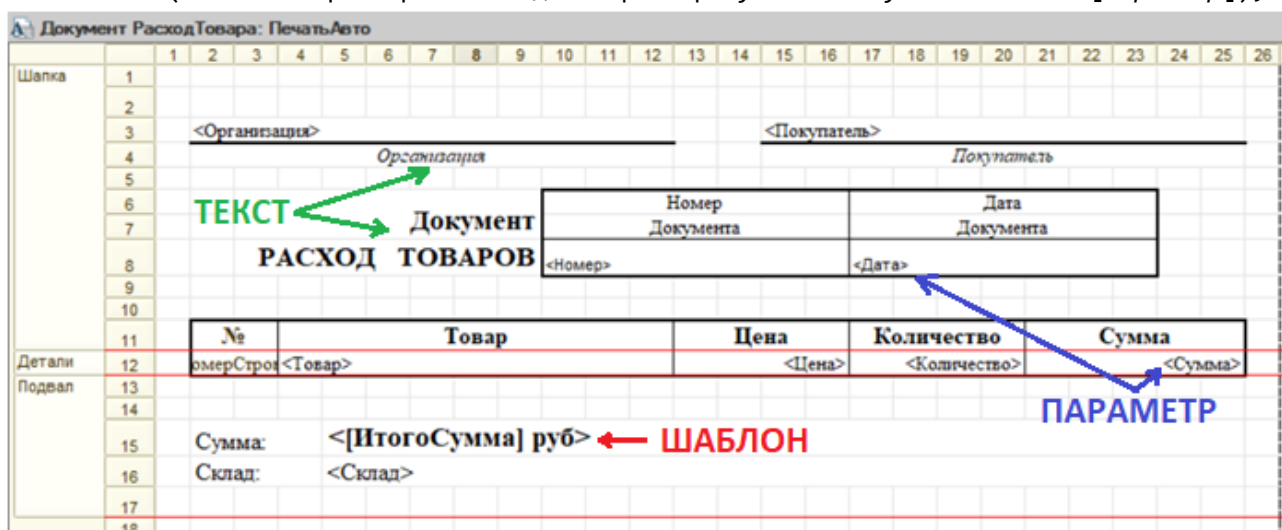 Документ РасходТовара: ПечатьАвто
1 2 3 4 5 6 7 8 9 10 11 12 13 14 15 16 17 18 19 20 21 22 23 24 25 26
Шапка 1
2
3 <Организация> <Покупатель>
4 Организация Покупатель
5
6 Номер Дата
ТЕКСТ
7 Документ Документа Документа
8 РАСХОД ТОВАРОВ <Номер> <Дата>
9
10
11 № Товар Цена Количество Сумма
Детали 12 омерСтрок <Товар> <Цена> <Количество> <Сумма>
Подвал 13
14
ПАРАМЕТР
15 Сумма: <[ИтогоСумма] руб> ШАБЛОН
16 Склад: <Склад>
17
18